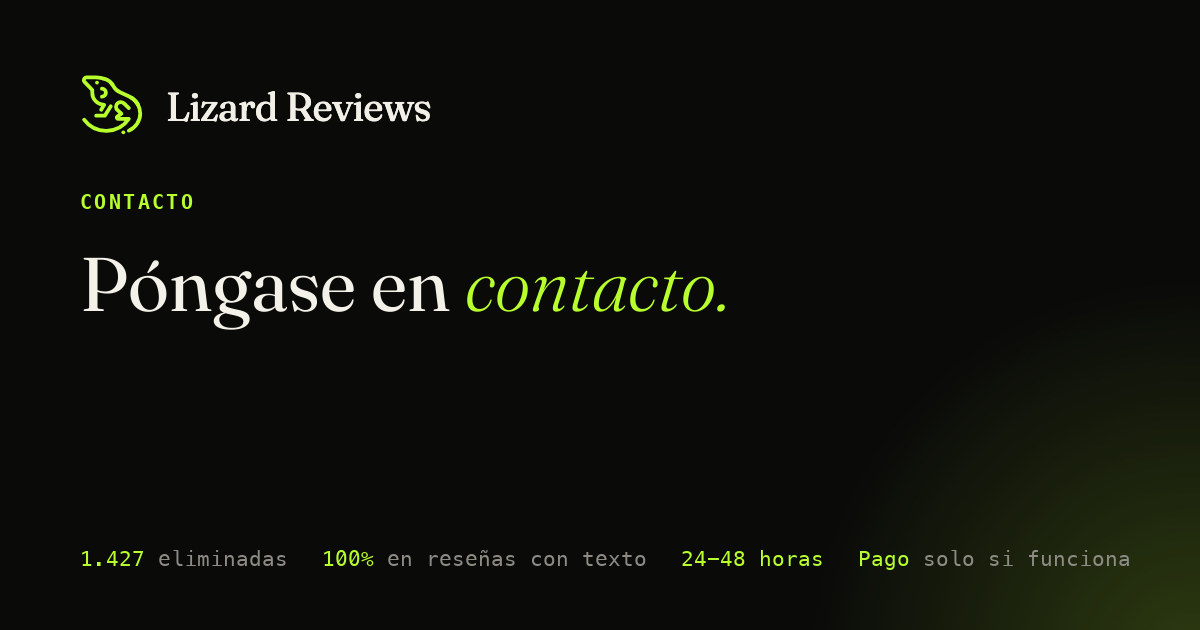 Lizard Reviews
CONTACTO
Póngase en contacto.
1.427 eliminadas 100% en reseñas con texto 24–48 horas Pago solo si funciona